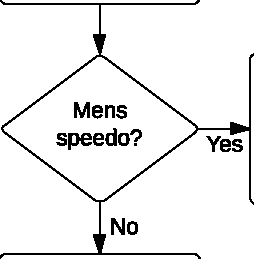 Mens
speedo?
Yes
No